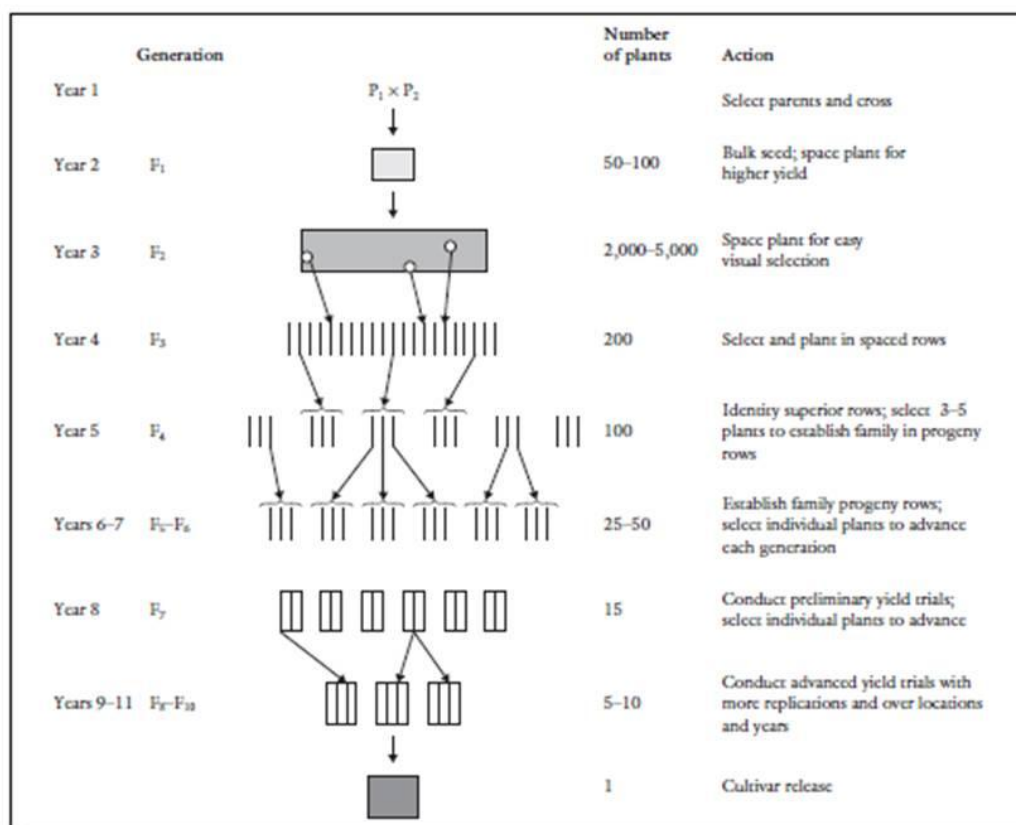 Generation
Number
of plants
Action
Year 1
P₁ × P₂
Select parents and cross
Year 2
F₁
50–100
Bulk seed; space plant for
higher yield
Year 3
F₂
2,000–5,000
Space plant for easy
visual selection
Year 4
F₃
200
Select and plant in spaced rows
Year 5
F₄
100
Identity superior rows; select 3–5
plants to establish family in progeny
rows
Years 6–7
F₅–F₆
25–50
Establish family progeny rows;
select individual plants to advance
each generation
Year 8
F₇
15
Conduct preliminary yield trials;
select individual plants to advance
Years 9–11
F₈–F₁₀
5–10
Conduct advanced yield trials with
more replications and over locations
and years
1
Cultivar release